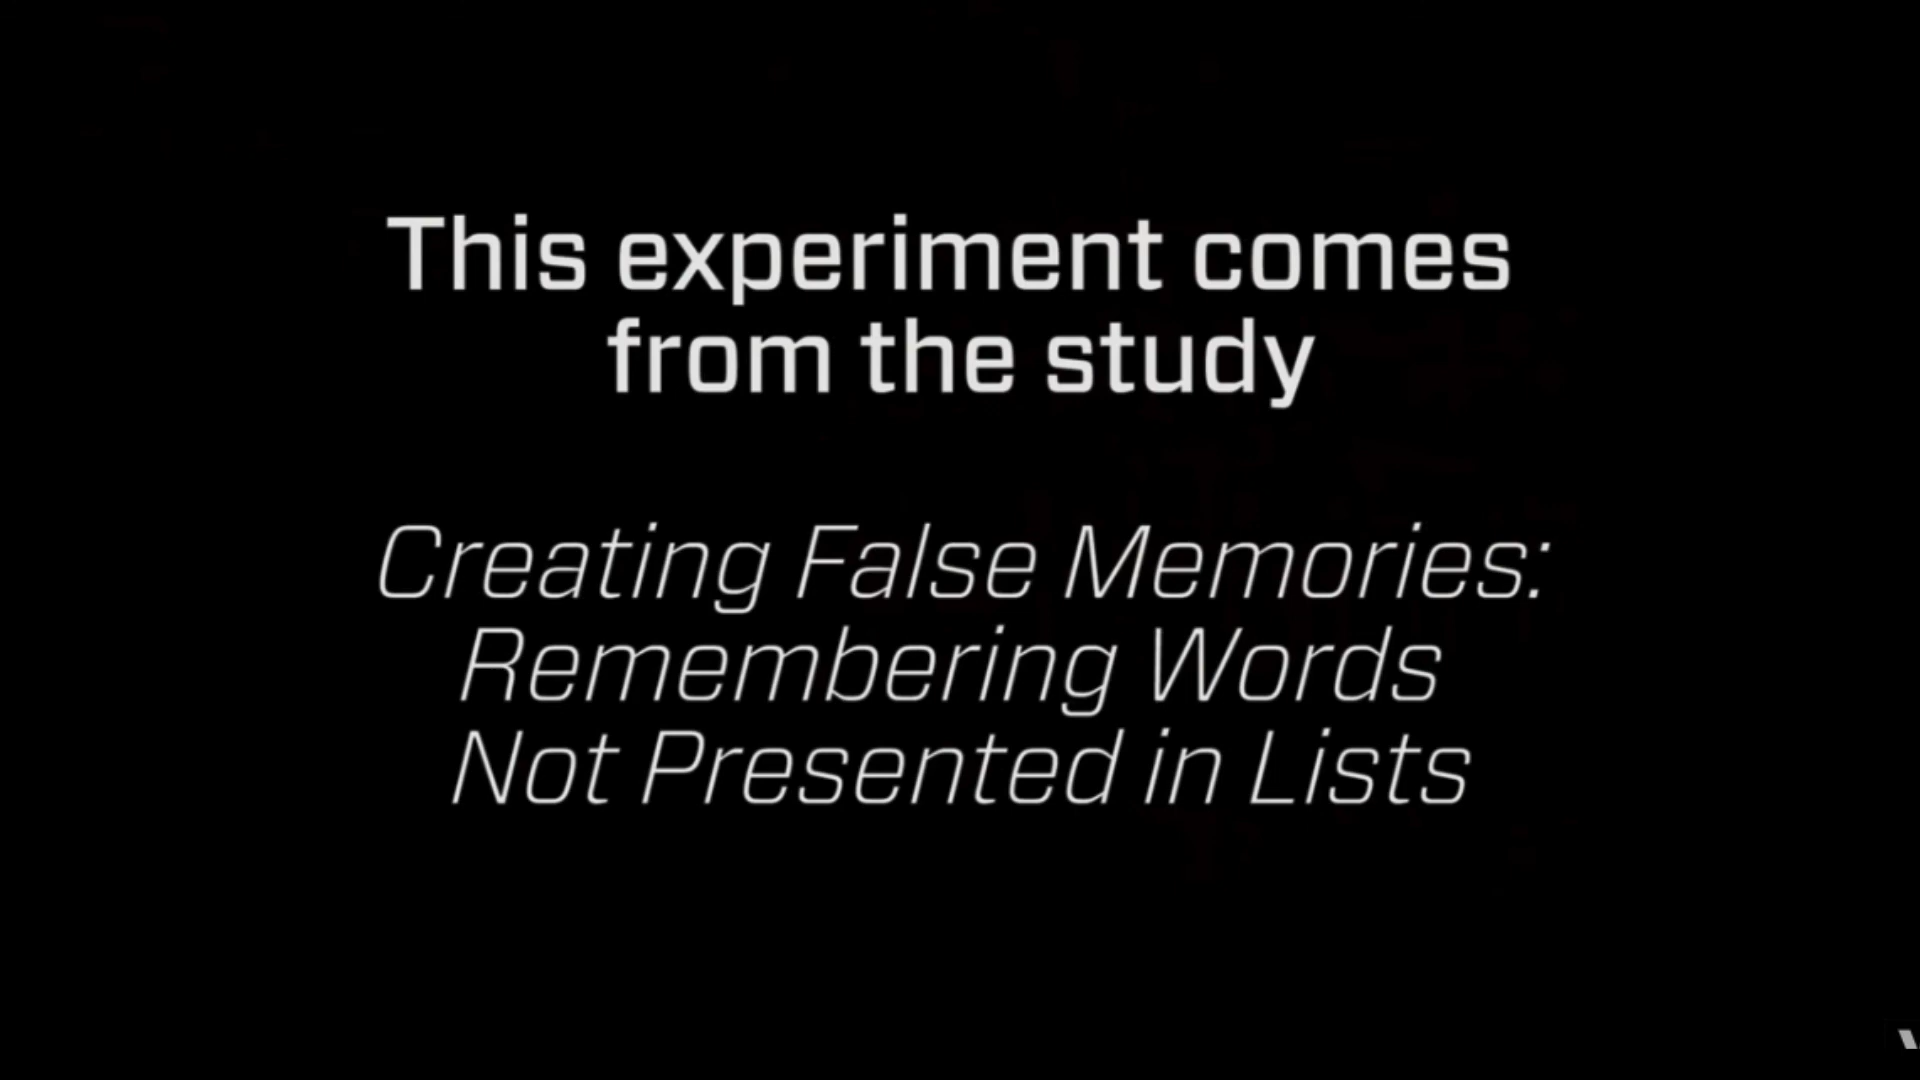 This experiment comes
from the study
Creating False Memories:
Remembering Words
Not Presented in Lists